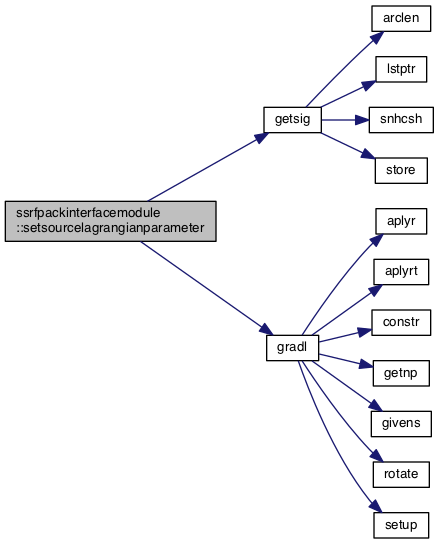 ssrfpackinterfacemodule
::setsourcelagrangianparameter
getsig
arclen
lstptr
snhcsh
store
gradl
aplyr
aplyrt
constr
getnp
givens
rotate
setup